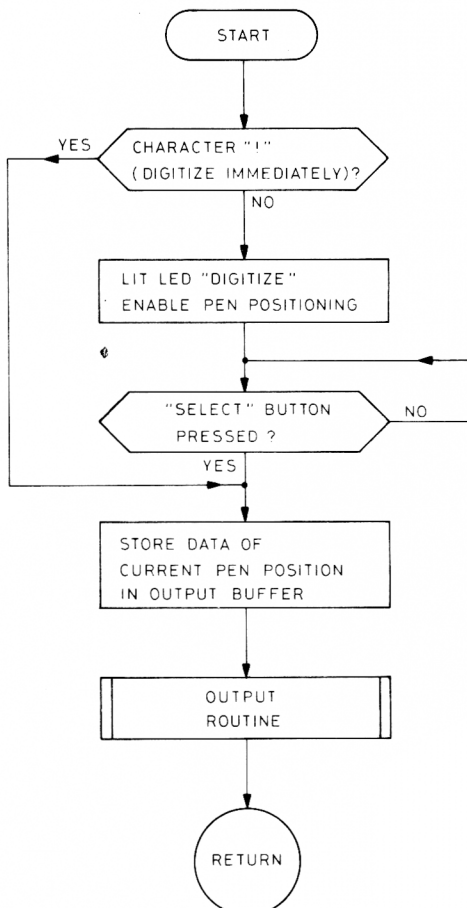 START
YES
CHARACTER "!"
(DIGITIZE IMMEDIATELY)?
NO
LIT LED "DIGITIZE"
ENABLE PEN POSITIONING
"SELECT" BUTTON
PRESSED ?
NO
YES
STORE DATA OF
CURRENT PEN POSITION
IN OUTPUT BUFFER
OUTPUT
ROUTINE
RETURN